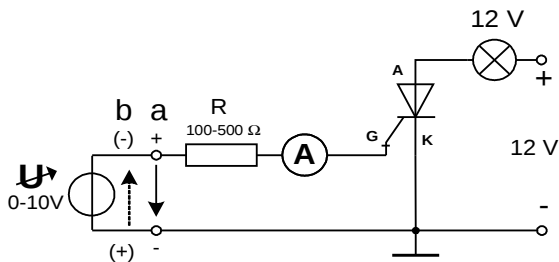 12 V
A
+
b a
R
(-) +
100-500 Ω
G
K
A
12 V
U
0-10V
-
(+) -